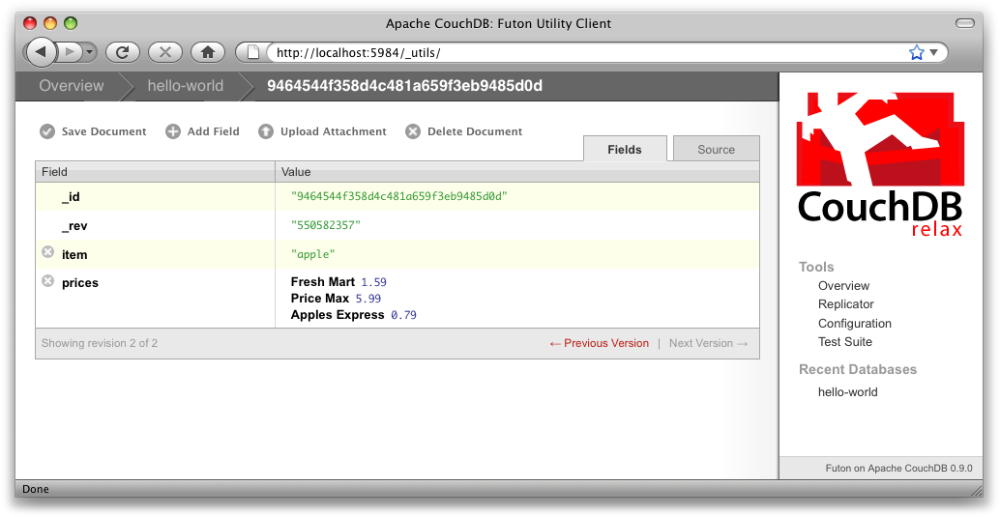 Apache CouchDB: Futon Utility Client
http://localhost:5984/_utils/
Overview hello-world 9464544f358d4c481a659f3eb9485d0d
Save Document Add Field Upload Attachment Delete Document
Fields Source
Field Value
_id "9464544f358d4c481a659f3eb9485d0d"
_rev "550582357"
item "apple"
prices Fresh Mart 1.59
Price Max 5.99
Apples Express 0.79
Showing revision 2 of 2 ← Previous Version | Next Version →
CouchDB
relax
Tools
Overview
Replicator
Configuration
Test Suite
Recent Databases
hello-world
Futon on Apache CouchDB 0.9.0
Done